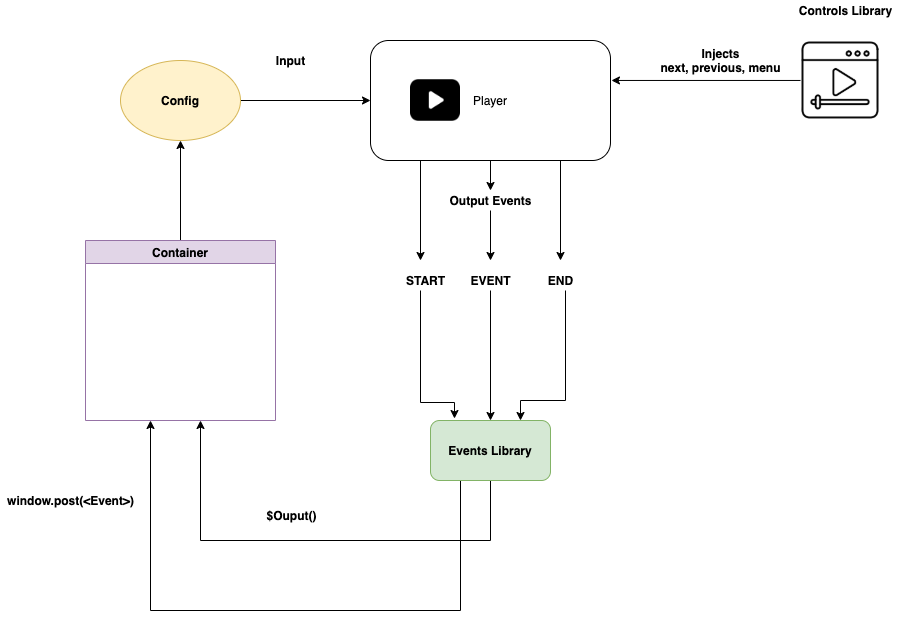 Controls Library
Input
Injects
next, previous, menu
Config
Player
Output Events
Container
START
EVENT
END
Events Library
window.post(<Event>)
$Ouput()